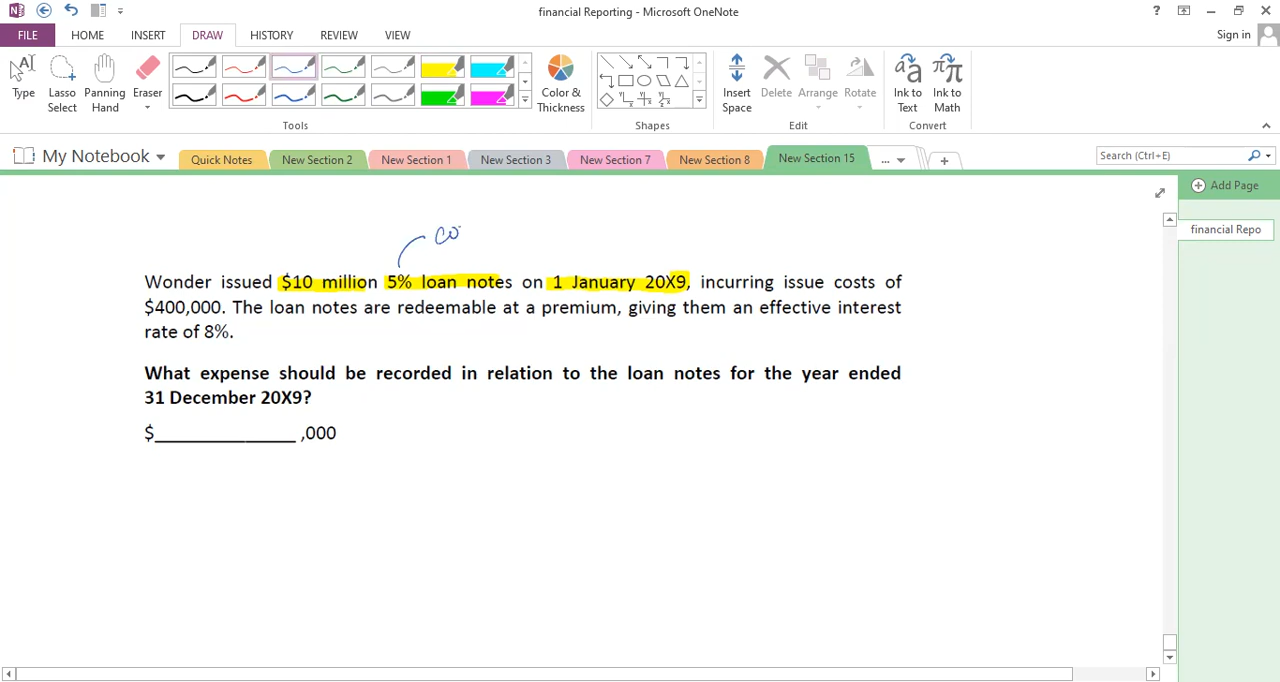 financial Reporting - Microsoft OneNote
?
Sign in
FILE HOME INSERT DRAW HISTORY REVIEW VIEW
Type
Lasso Select
Panning Hand
Eraser
Color & Thickness
Insert Space
Delete
Arrange
Rotate
Ink to Text
Ink to Math
Tools
Shapes
Edit
Convert
My Notebook
Quick Notes
New Section 2
New Section 1
New Section 3
New Section 7
New Section 8
New Section 15
...
Search (Ctrl+E)
Add Page
financial Repo
co
Wonder issued $10 million 5% loan notes on 1 January 20X9, incurring issue costs of
$400,000. The loan notes are redeemable at a premium, giving them an effective interest
rate of 8%.
What expense should be recorded in relation to the loan notes for the year ended
31 December 20X9?
$_______________ ,000